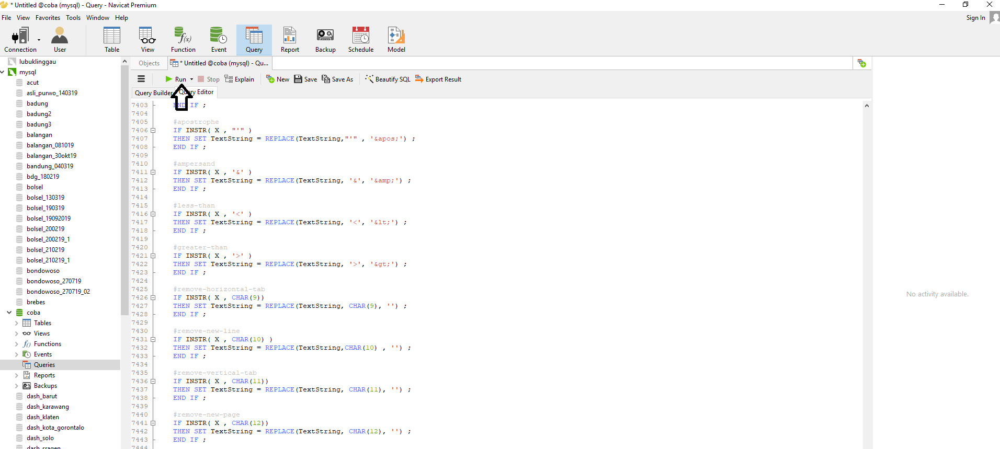 * Untitled @coba (mysql) - Query - Navicat Premium
File View Favorites Tools Window Help
Sign In
Connection User Table View Function Event Query Report Backup Schedule Model
lubuklinggau
mysql
acut
asli_purwo_140319
badung
badung2
badung3
balangan
balangan_081019
balangan_30okt19
bandung_040319
bdg_180219
bolsel
bolsel_130319
bolsel_190319
bolsel_19092019
bolsel_200219
bolsel_200219_1
bolsel_210219
bolsel_210219_1
bondowoso
bondowoso_270719
bondowoso_270719_02
brebes
coba
Tables
Views
Functions
Events
Queries
Reports
Backups
dash_barut
dash_karawang
dash_klaten
dash_kota_gorontalo
dash_solo
dash_sragen
Objects * Untitled @coba (mysql) - Qu...
Run Stop Explain New Save Save As Beautify SQL Export Result
Query Builder Query Editor
7403 END IF ;
7404
7405 #apostrophe
7406 IF INSTR( X , "'" )
7407 THEN SET TextString = REPLACE(TextString,"'" , '&apos;') ;
7408 END IF ;
7409
7410 #ampersand
7411 IF INSTR( X , '&' )
7412 THEN SET TextString = REPLACE(TextString, '&', '&amp;') ;
7413 END IF ;
7414
7415 #less-than
7416 IF INSTR( X , '<' )
7417 THEN SET TextString = REPLACE(TextString, '<', '&lt;') ;
7418 END IF ;
7419
7420 #greater-than
7421 IF INSTR( X , '>' )
7422 THEN SET TextString = REPLACE(TextString, '>', '&gt;') ;
7423 END IF ;
7424
7425 #remove-horizontal-tab
7426 IF INSTR( X , CHAR(9))
7427 THEN SET TextString = REPLACE(TextString, CHAR(9), '') ;
7428 END IF ;
7429
7430 #remove-new-line
7431 IF INSTR( X , CHAR(10) )
7432 THEN SET TextString = REPLACE(TextString,CHAR(10) , '') ;
7433 END IF ;
7434
7435 #remove-vertical-tab
7436 IF INSTR( X , CHAR(11))
7437 THEN SET TextString = REPLACE(TextString, CHAR(11), '') ;
7438 END IF ;
7439
7440 #remove-new-page
7441 IF INSTR( X , CHAR(12))
7442 THEN SET TextString = REPLACE(TextString, CHAR(12), '') ;
7443 END IF ;
7444
No activity available.